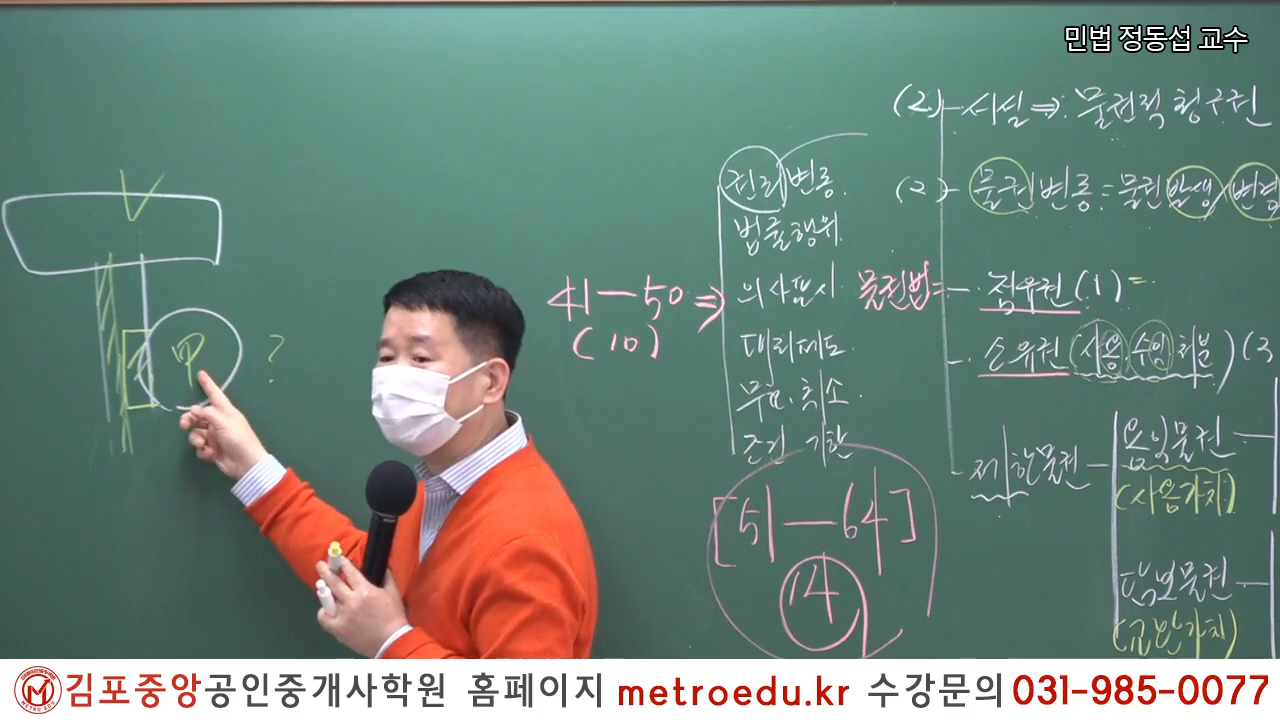 민법 정동섭 교수
(2)- 시실 ⇒ 물권적 청구권
(2)- 물권변동 = 물권 발생/변경
권리변동.
법률행위.
의사표시
대리제도.
무효.취소.
조건 기한
41-50 ⇒
(10)
[51-64]
14
물권법 = - 점유권 (1) =
- 소유권 (사용.수익 처분) (3
- 제한물권 -
용익물권 -
(사용가치)
담보물권 -
(교환가치)
甲 ?
김포중앙공인중개사학원 홈페이지 metroedu.kr 수강문의 031-985-0077
METRO EDU